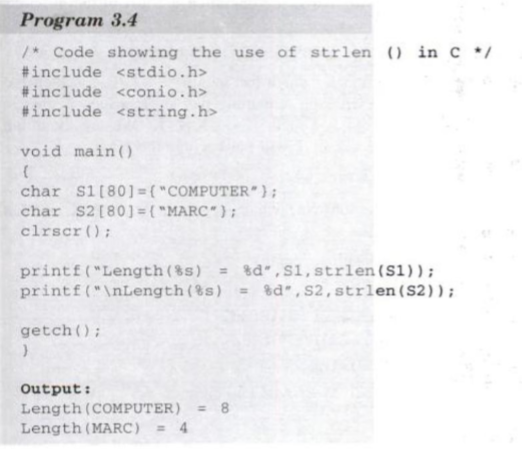 Program 3.4
/* Code showing the use of strlen () in C */
#include <stdio.h>
#include <conio.h>
#include <string.h>
void main()
{
char S1[80]={"COMPUTER"};
char S2[80]={"MARC"};
clrscr();
printf("Length(%s) = %d",S1,strlen(S1));
printf("\nLength(%s) = %d",S2,strlen(S2));
getch();
}
Output:
Length(COMPUTER) = 8
Length(MARC) = 4